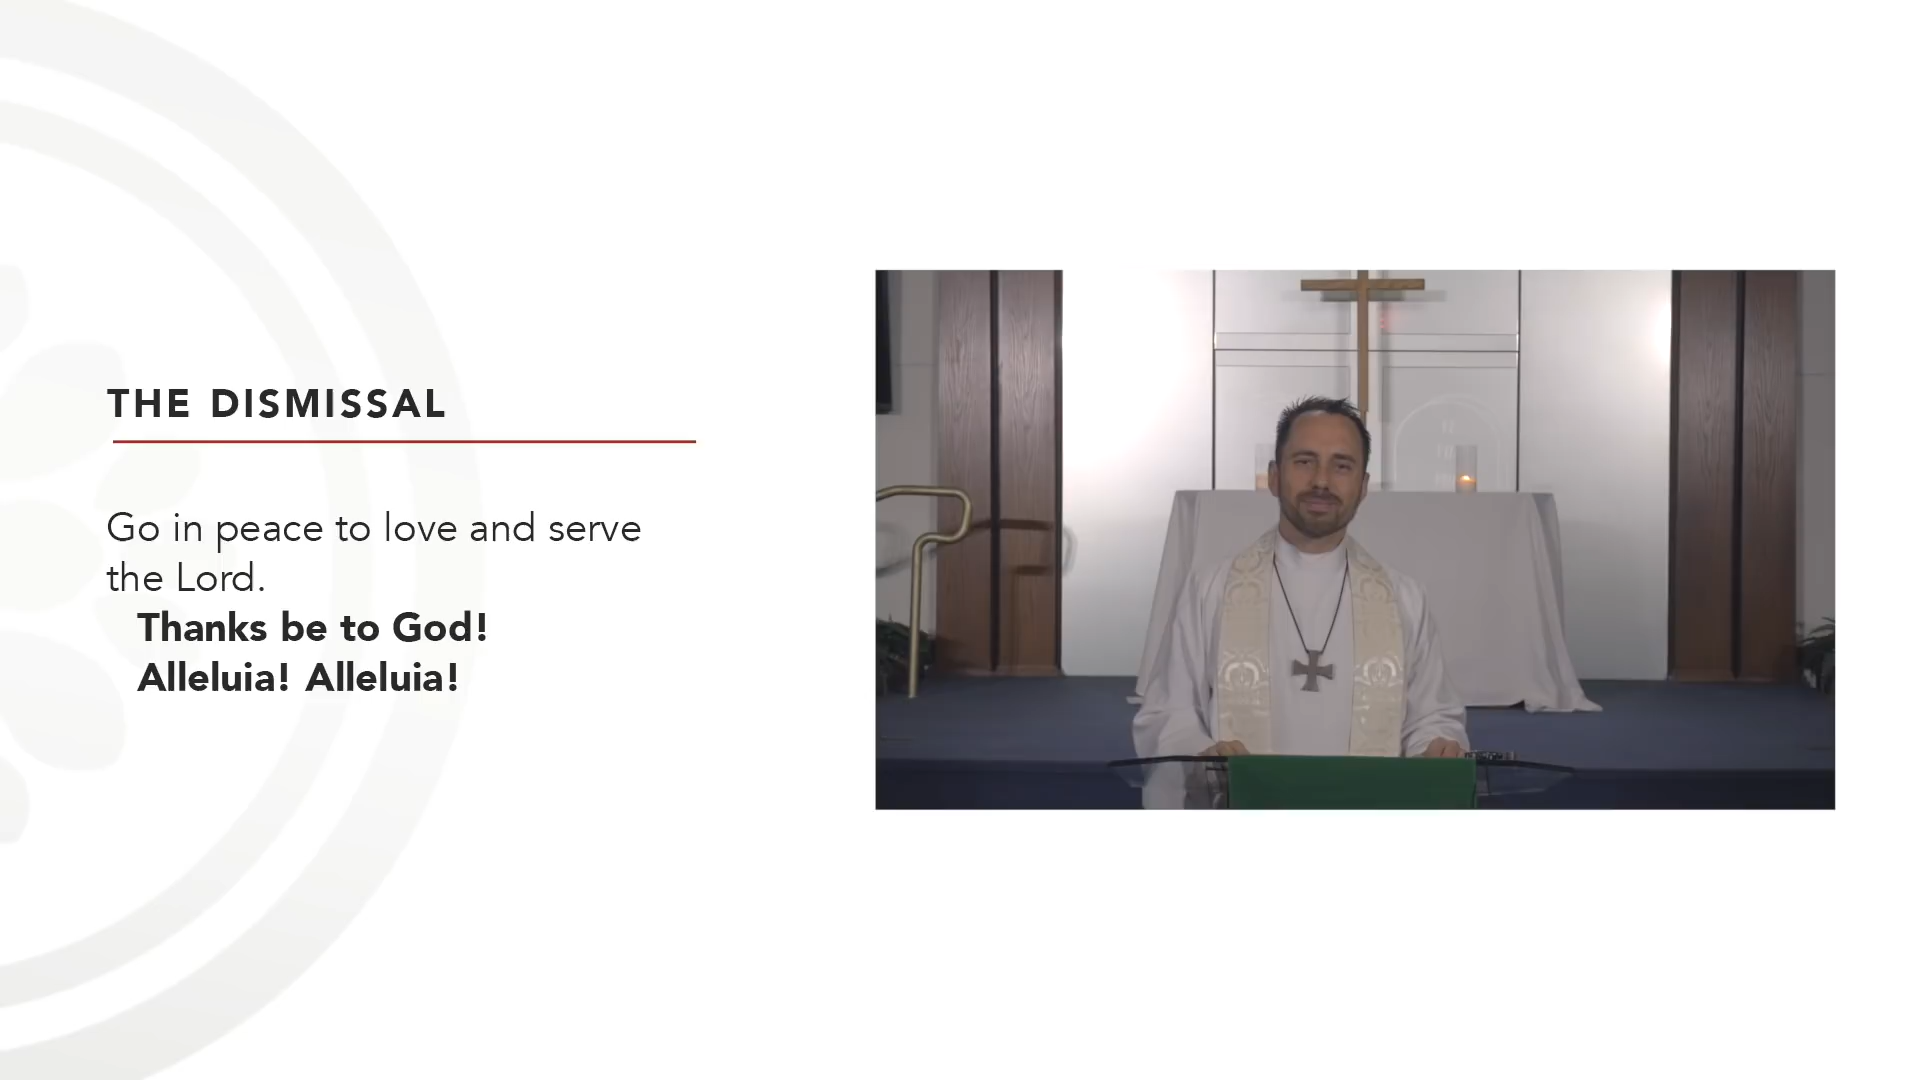 THE DISMISSAL
Go in peace to love and serve
the Lord.
Thanks be to God!
Alleluia! Alleluia!